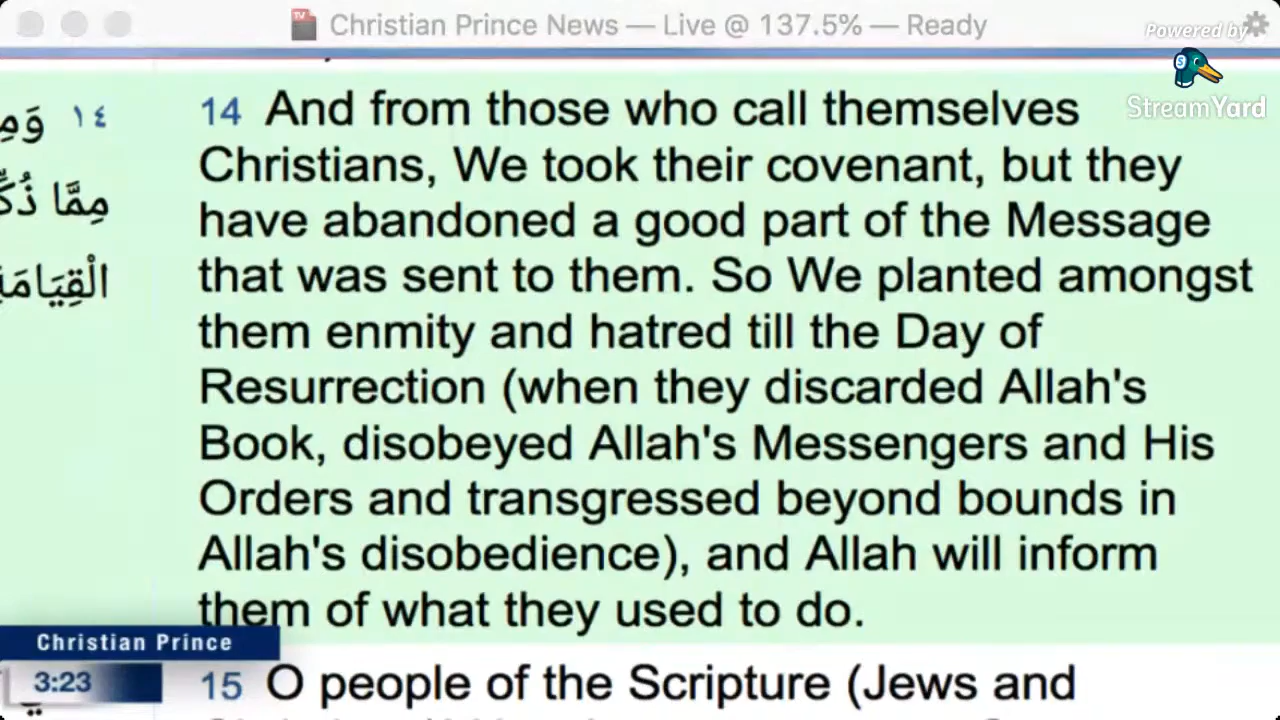 Christian Prince News — Live @ 137.5% — Ready
Powered by
StreamYard
١٤
مِمَّا
14 And from those who call themselves
Christians, We took their covenant, but they
have abandoned a good part of the Message
that was sent to them. So We planted amongst
them enmity and hatred till the Day of
Resurrection (when they discarded Allah's
Book, disobeyed Allah's Messengers and His
Orders and transgressed beyond bounds in
Allah's disobedience), and Allah will inform
them of what they used to do.
Christian Prince
3:23
15 O people of the Scripture (Jews and